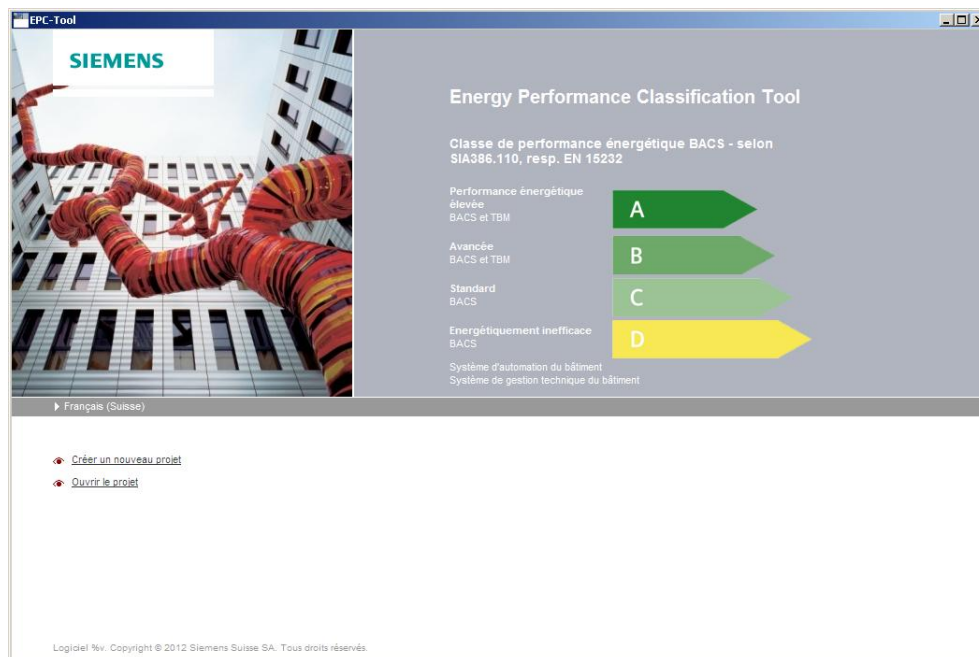 EPC-Tool
SIEMENS
Energy Performance Classification Tool
Classe de performance énergétique BACS - selon
SIA386.110, resp. EN 15232
Performance énergétique
élevée
BACS et TBM
A
Avancée
BACS et TBM
B
Standard
BACS
C
Energétiquement inefficace
BACS
D
Système d'automation du bâtiment
Système de gestion technique du bâtiment
Français (Suisse)
Créer un nouveau projet
Ouvrir le projet
Logiciel %v. Copyright © 2012 Siemens Suisse SA. Tous droits réservés.